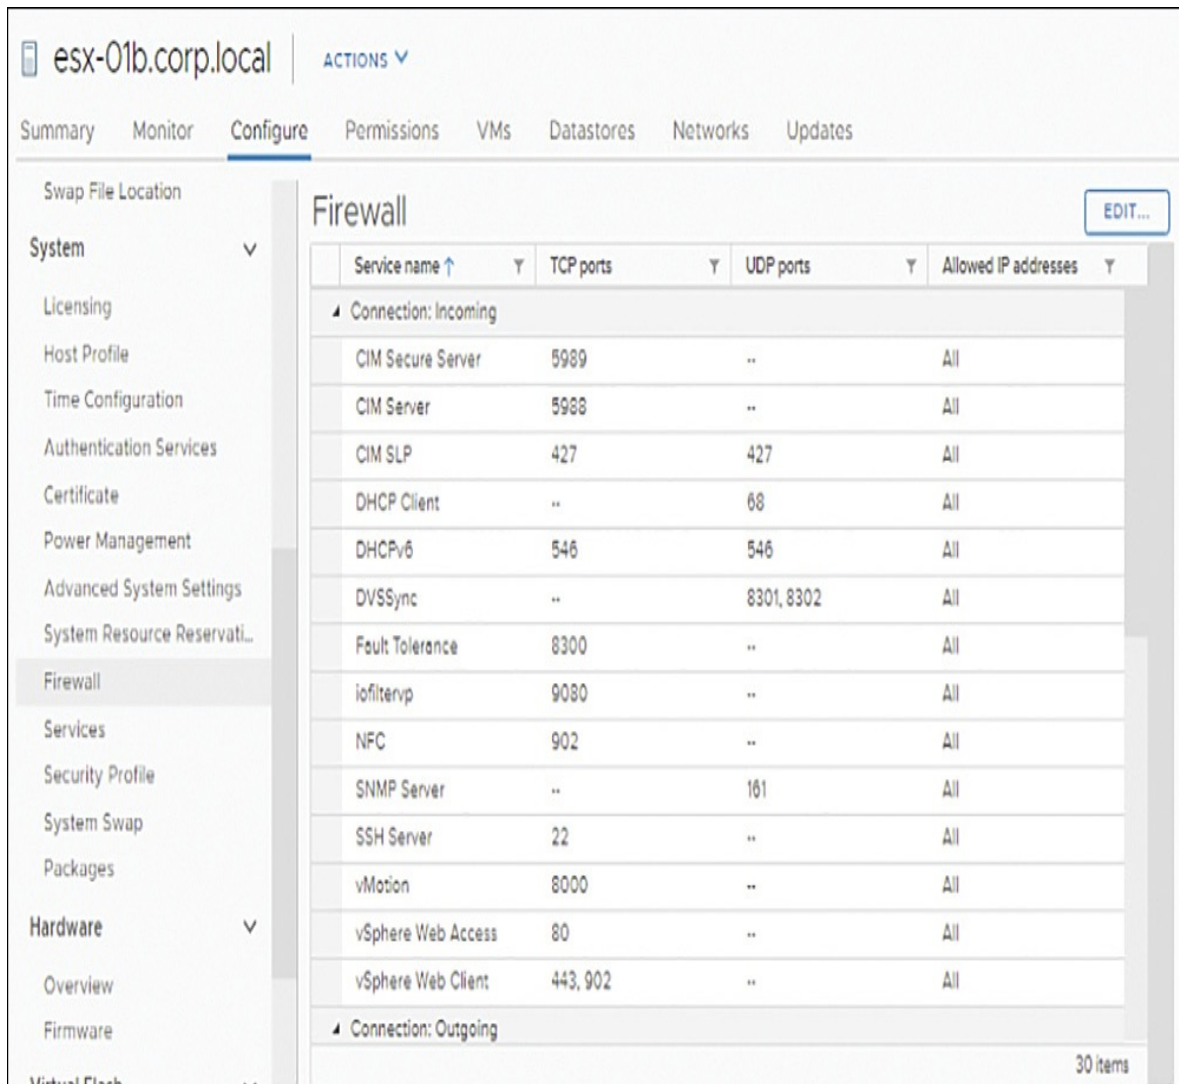 esx-01b.corp.local ACTIONS
Summary Monitor Configure Permissions VMs Datastores Networks Updates
Swap File Location
System
Licensing
Host Profile
Time Configuration
Authentication Services
Certificate
Power Management
Advanced System Settings
System Resource Reservati...
Firewall
Services
Security Profile
System Swap
Packages
Hardware
Overview
Firmware
Virtual Flash
Firewall EDIT...
Service name TCP ports UDP ports Allowed IP addresses
Connection: Incoming
CIM Secure Server 5989 -- All
CIM Server 5988 -- All
CIM SLP 427 427 All
DHCP Client -- 68 All
DHCPv6 546 546 All
DVSSync -- 8301, 8302 All
Fault Tolerance 8300 -- All
iofiltervp 9080 -- All
NFC 902 -- All
SNMP Server -- 161 All
SSH Server 22 -- All
vMotion 8000 -- All
vSphere Web Access 80 -- All
vSphere Web Client 443, 902 -- All
Connection: Outgoing
30 items